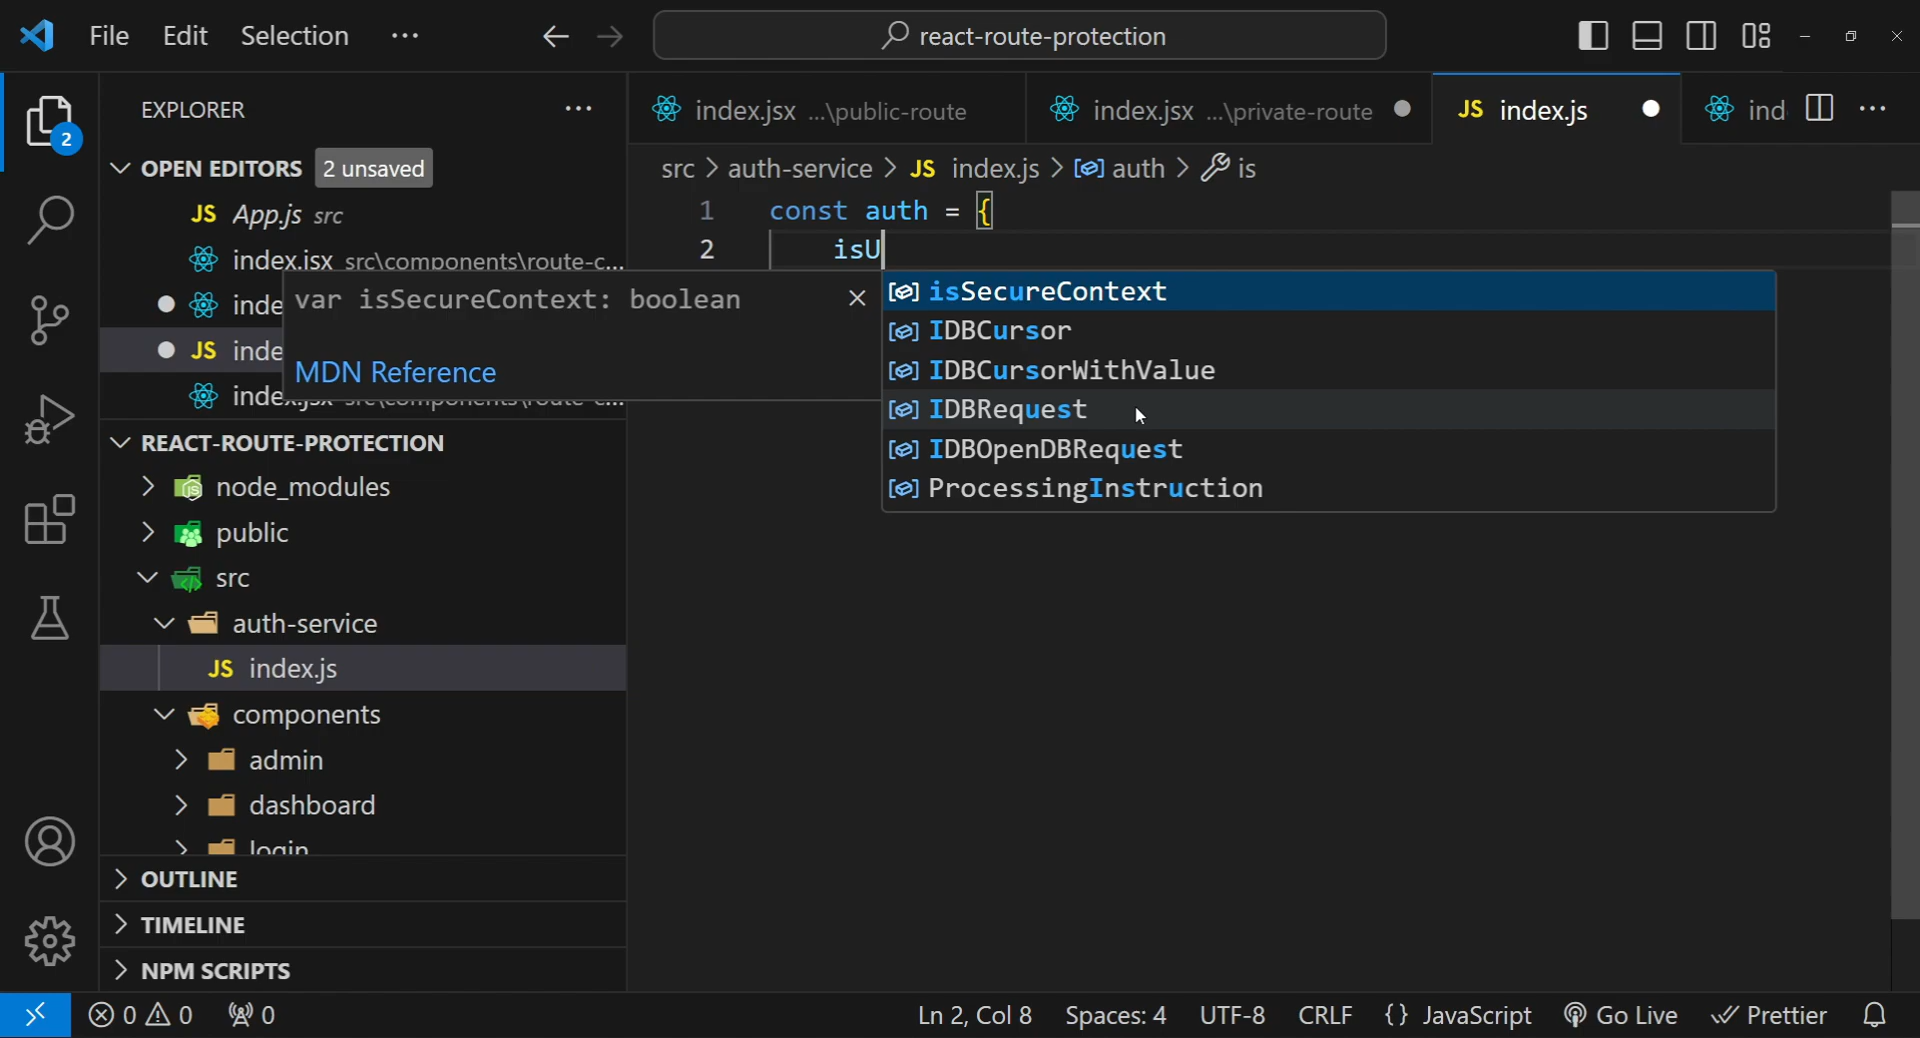 File Edit Selection ···
react-route-protection
EXPLORER ···
2
OPEN EDITORS 2 unsaved
JS App.js src
index.jsx src\components\route-c...
inde
JS inde
index.jsx src\components\route-c...
REACT-ROUTE-PROTECTION
node_modules
public
src
auth-service
JS index.js
components
admin
dashboard
login
OUTLINE
TIMELINE
NPM SCRIPTS
index.jsx ...\public-route
index.jsx ...\private-route
JS index.js
ind ···
src > auth-service > JS index.js > auth > is
1 const auth = {
2 isU
var isSecureContext: boolean
MDN Reference
isSecureContext
IDBCursor
IDBCursorWithValue
IDBRequest
IDBOpenDBRequest
ProcessingInstruction
0 0 0 Ln 2, Col 8 Spaces: 4 UTF-8 CRLF {} JavaScript Go Live Prettier